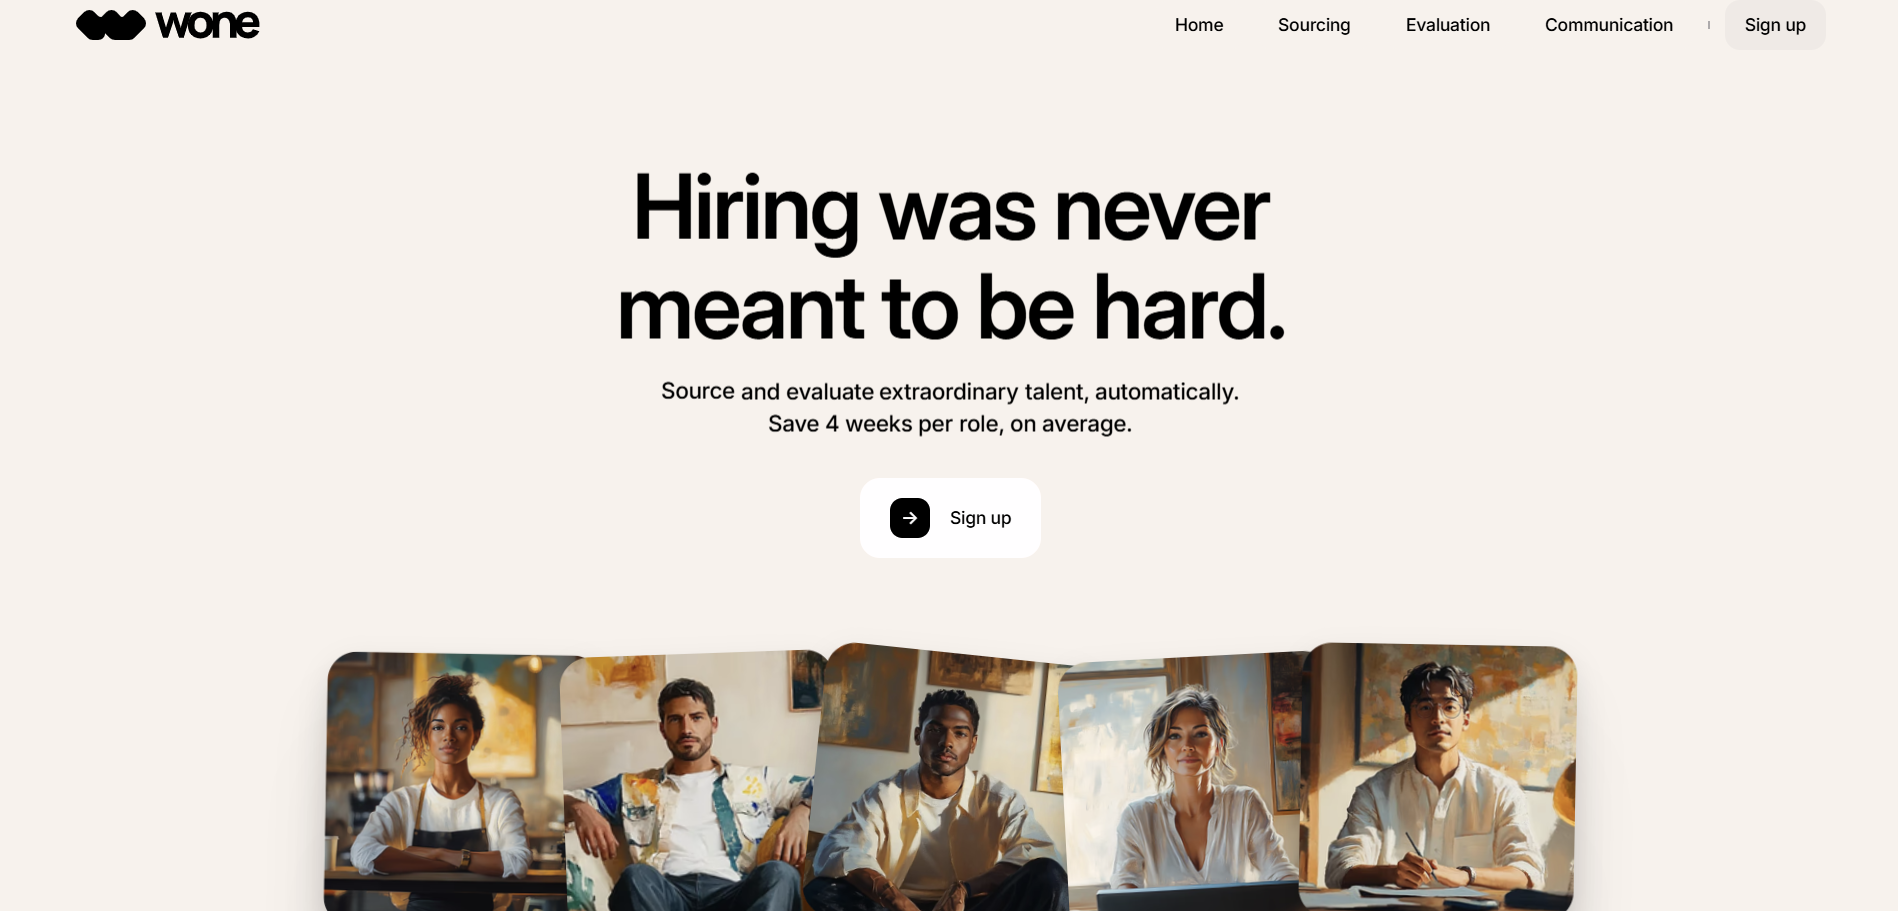 wone
Home
Sourcing
Evaluation
Communication
Sign up
Hiring was never
meant to be hard.
Source and evaluate extraordinary talent, automatically.
Save 4 weeks per role, on average.
Sign up